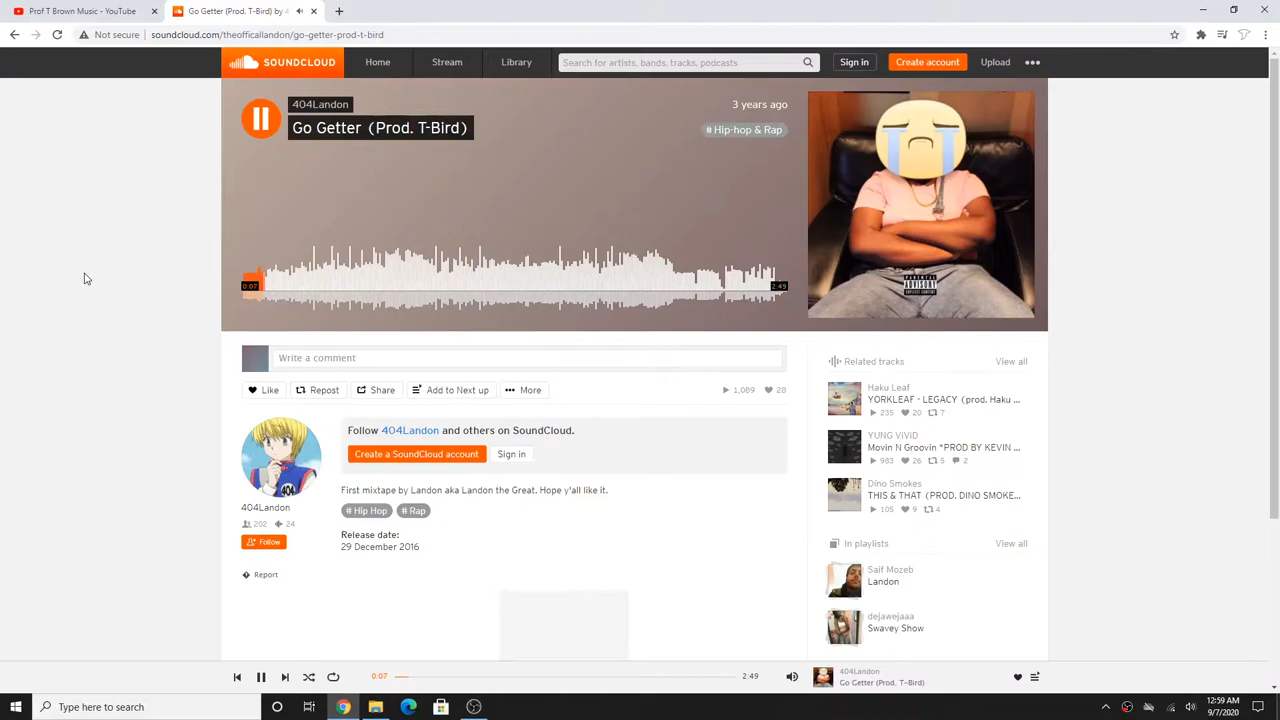 Prof T Brown Music - YouTube
Go Getter (Prod. T-Bird) by 4
Not secure
soundcloud.com/theofficallandon/go-getter-prod-t-bird
SOUNDCLOUD
Home
Stream
Library
Search for artists, bands, tracks, podcasts
Sign in
Create account
Upload
404Landon
3 years ago
Go Getter (Prod. T-Bird)
# Hip-hop & Rap
PARENTAL
ADVISORY
EXPLICIT CONTENT
0:07
2:49
Write a comment
Like
Repost
Share
Add to Next up
More
1,089
28
Follow 404Landon and others on SoundCloud.
Create a SoundCloud account
Sign in
404
404Landon
202
24
Follow
Report
First mixtape by Landon aka Landon the Great. Hope y'all like it.
# Hip Hop
# Rap
Release date:
29 December 2016
Related tracks
View all
Haku Leaf
YORKLEAF - LEGACY (prod. Haku ...
235
20
7
YUNG ViViD
Movin N Groovin *PROD BY KEVIN ...
983
26
5
2
Dino Smokes
THIS & THAT (PROD. DINO SMOKE...
105
9
4
In playlists
View all
Saif Mozeb
Landon
dejawejaaa
Swavey Show
0:07
2:49
404Landon
Go Getter (Prod. T-Bird)
Type here to search
12:59 AM
9/7/2020